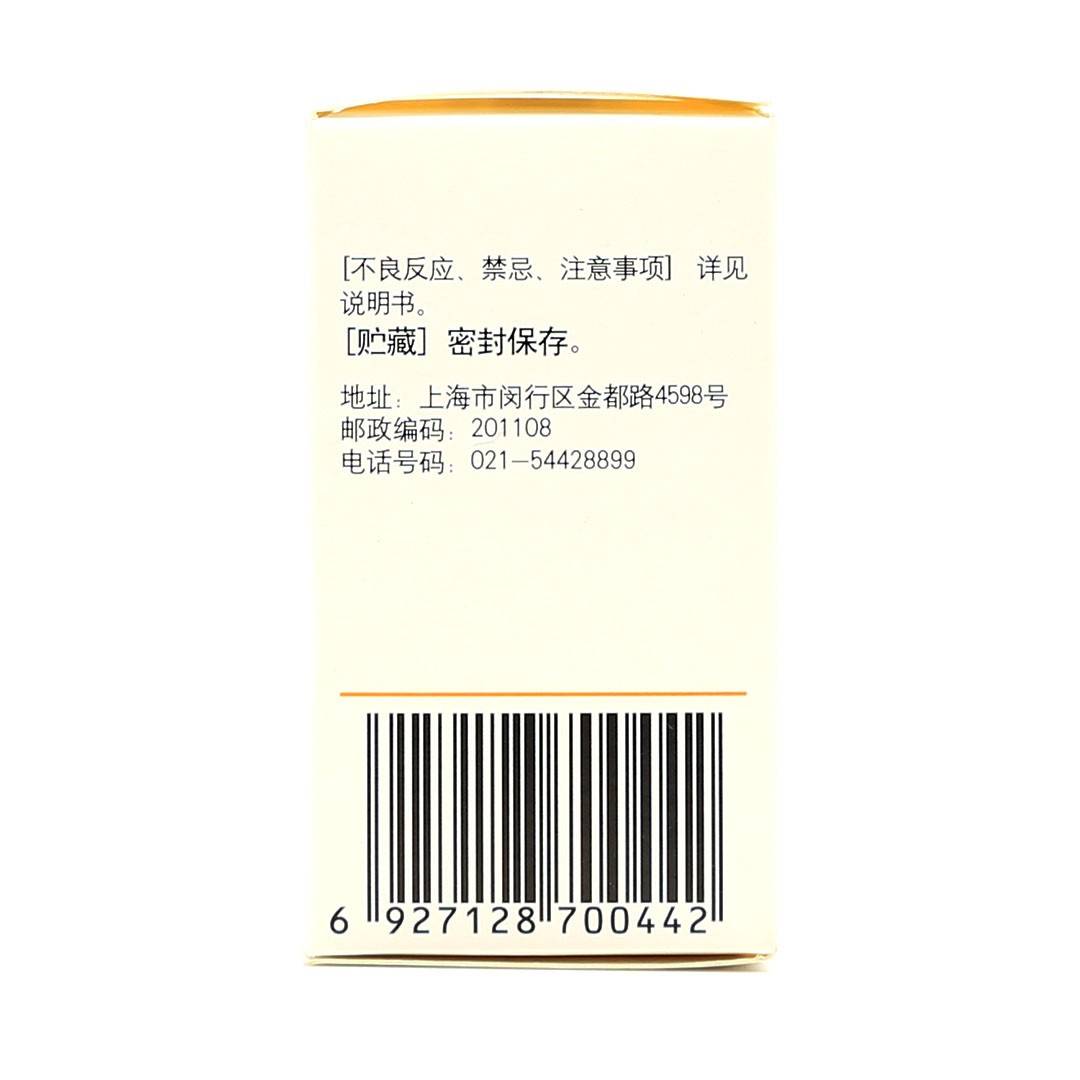 [不良反应、禁忌、注意事项] 详见
说明书。
[贮藏] 密封保存。
地址：上海市闵行区金都路4598号
邮政编码：201108
电话号码：021-54428899
6 927128 700442